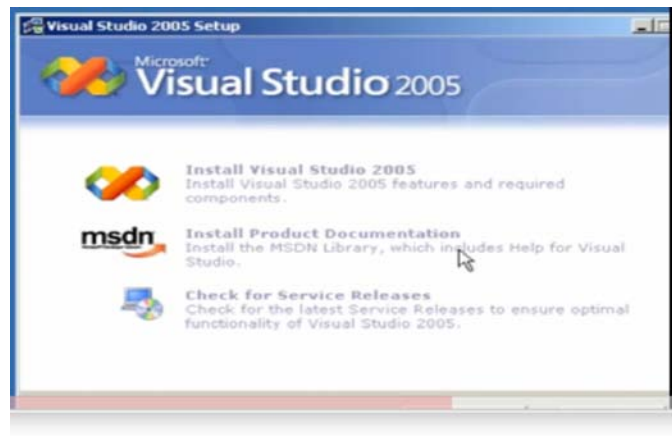 Visual Studio 2005 Setup
Microsoft
Visual Studio 2005
Install Visual Studio 2005
Install Visual Studio 2005 features and required
components.
msdn
Install Product Documentation
Install the MSDN Library, which includes Help for Visual
Studio.
Check for Service Releases
Check for the latest Service Releases to ensure optimal
functionality of Visual Studio 2005.